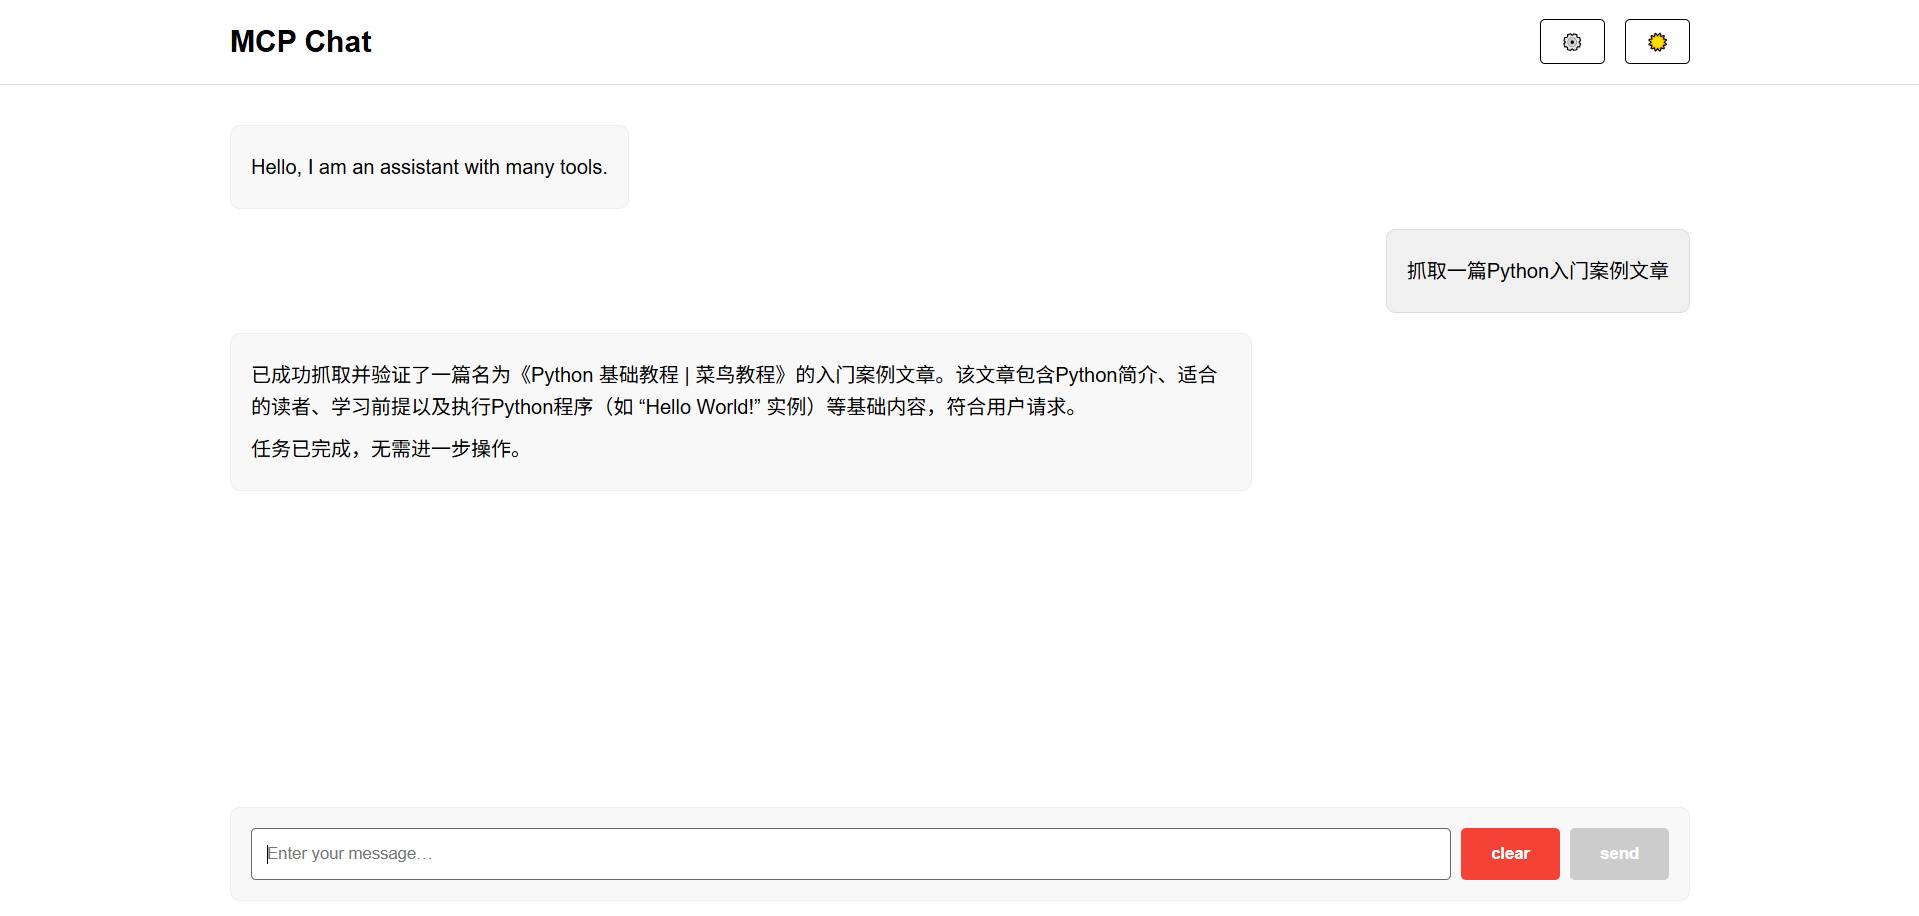 MCP Chat
Hello, I am an assistant with many tools.
抓取一篇Python入门案例文章
已成功抓取并验证了一篇名为《Python 基础教程 | 菜鸟教程》的入门案例文章。该文章包含Python简介、适合
的读者、学习前提以及执行Python程序（如 “Hello World!” 实例）等基础内容，符合用户请求。
任务已完成，无需进一步操作。
Enter your message…
clear
send